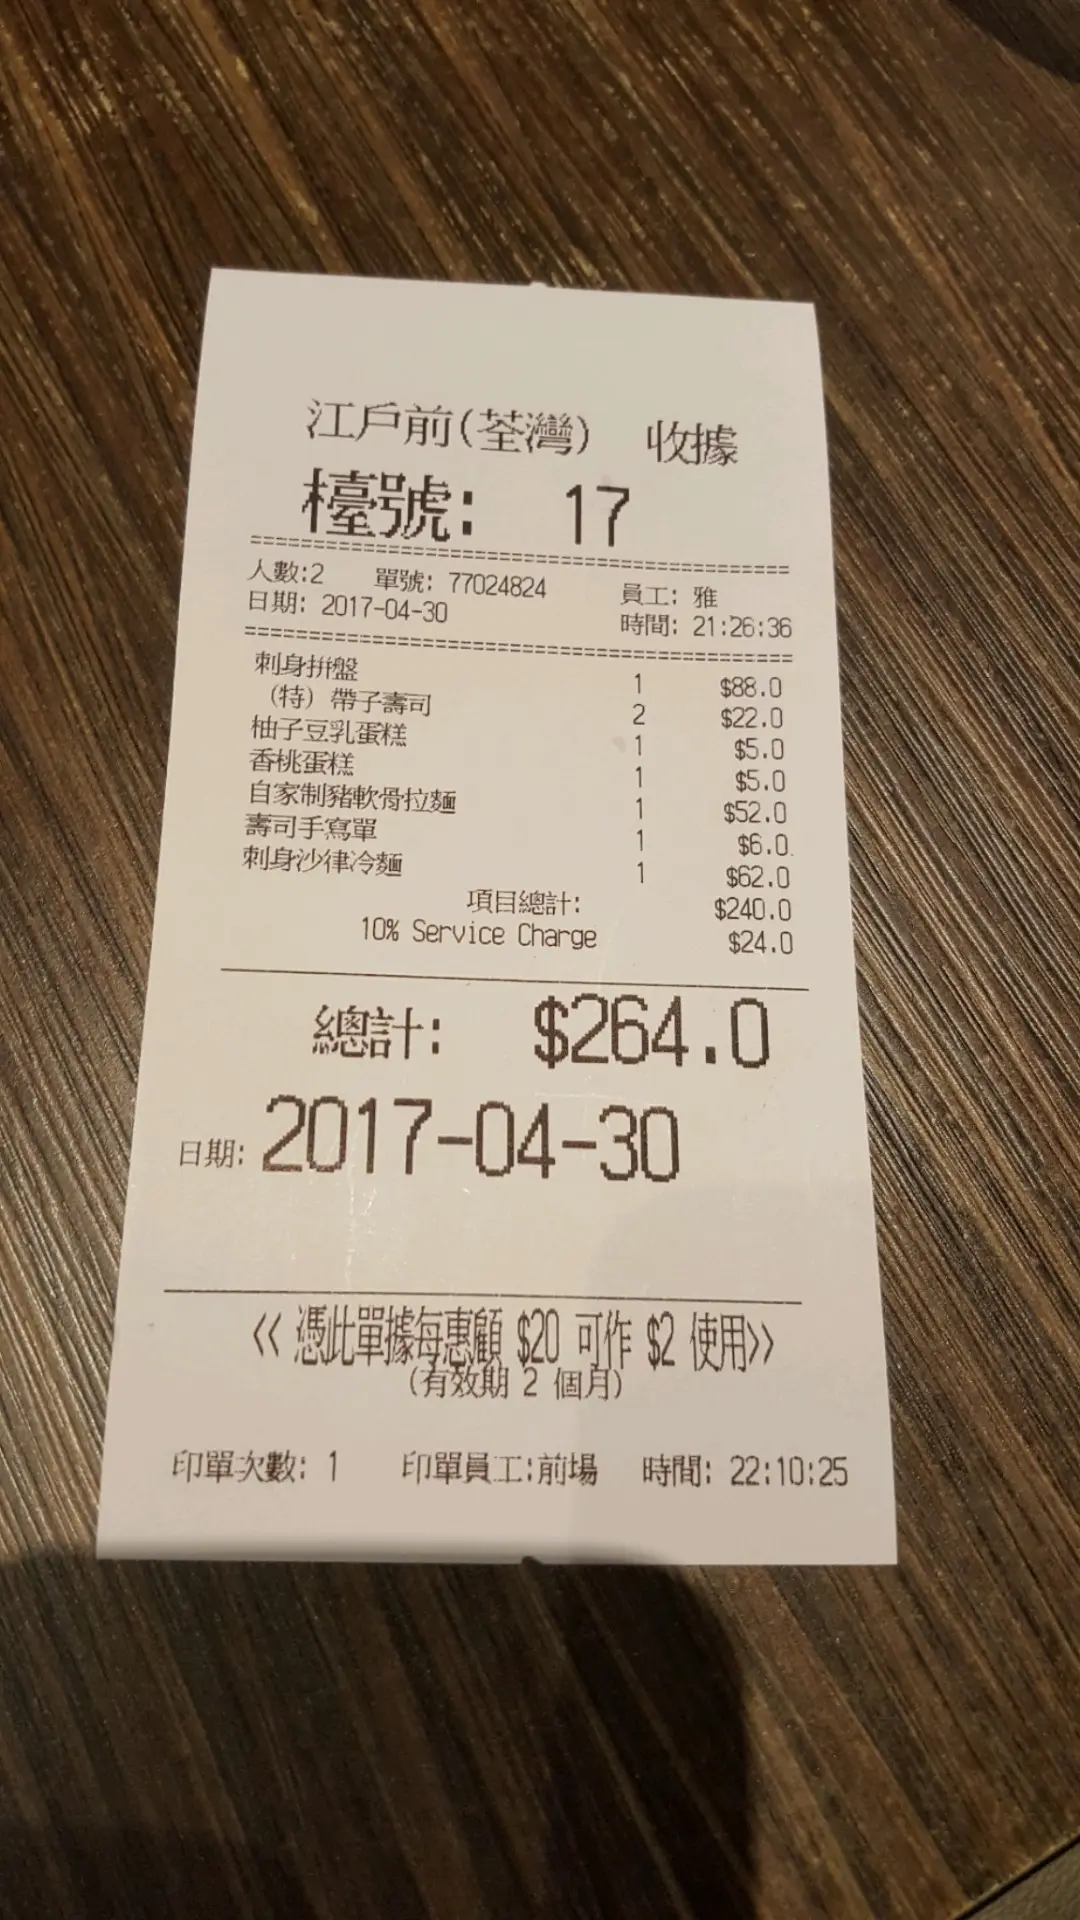 江戶前(荃灣) 收據
檯號: 17
人數:2 單號: 77024824 員工: 雅
日期: 2017-04-30 時間: 21:26:36
刺身拼盤 1 $88.0
(特) 帶子壽司 2 $22.0
柚子豆乳蛋糕 1 $5.0
香桃蛋糕 1 $5.0
自家制豬軟骨拉麵 1 $52.0
壽司手寫單 1 $6.0
刺身沙律冷麵 1 $62.0
項目總計: $240.0
10% Service Charge $24.0
總計: $264.0
日期: 2017-04-30
<< 憑此單據每惠顧 $20 可作 $2 使用>>
(有效期 2 個月)
印單次數: 1 印單員工:前場 時間: 22:10:25